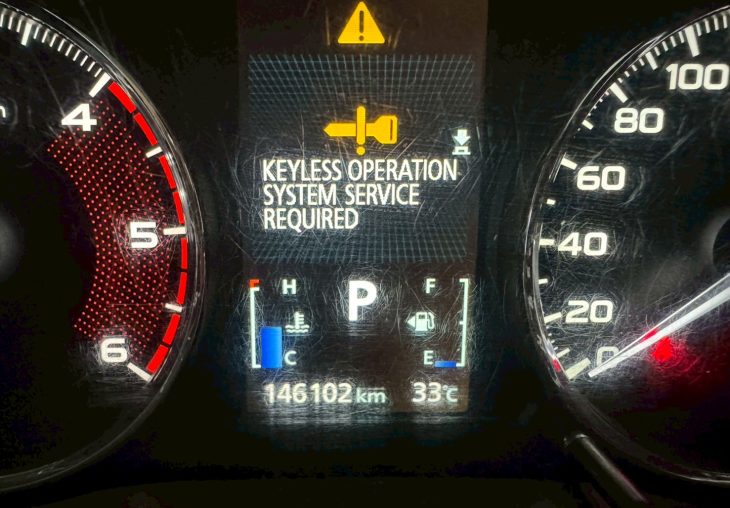 4
5
6
KEYLESS OPERATION
SYSTEM SERVICE
REQUIRED
H
P
F
C
E
146102 km
33°C
100
80
60
40
20
0